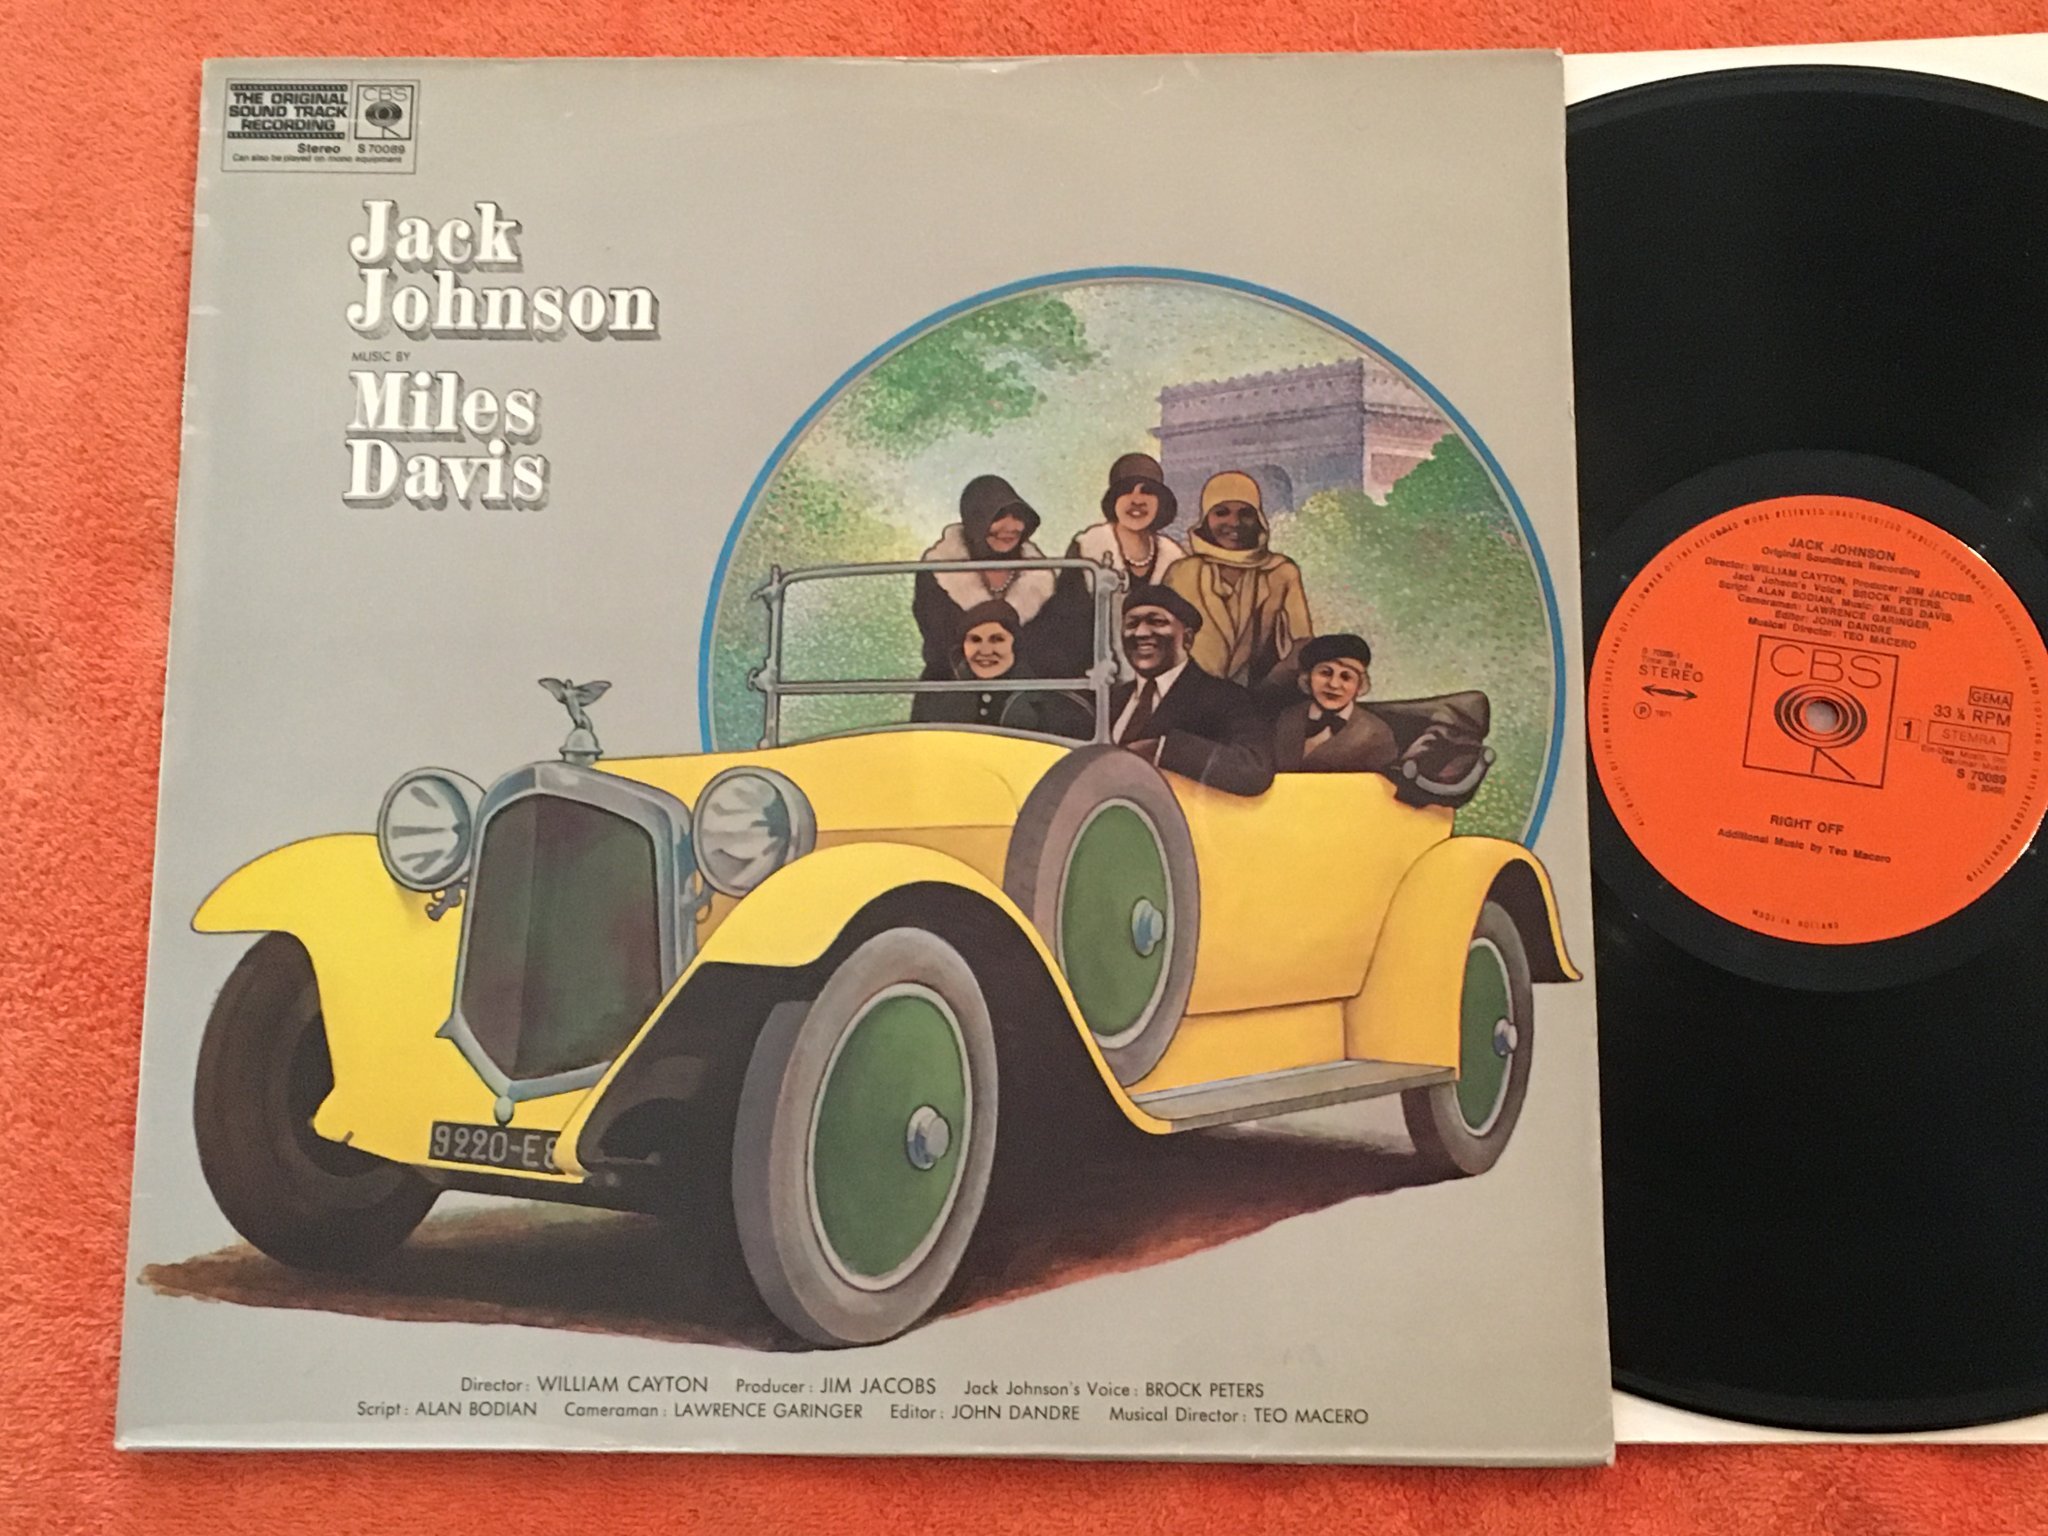 THE ORIGINAL
SOUND TRACK
RECORDING
CBS
Stereo S 70089
Can also be played on mono equipment
Jack
Johnson
MUSIC BY
Miles
Davis
9220-E8
Director: WILLIAM CAYTON Producer: JIM JACOBS Jack Johnson's Voice: BROCK PETERS
Script: ALAN BODIAN Cameraman: LAWRENCE GARINGER Editor: JOHN DANDRE Musical Director: TEO MACERO
JACK JOHNSON
Original Soundtrack Recording
Director: WILLIAM CAYTON, Producer: JIM JACOBS,
Jack Johson's Voice: BROCK PETERS,
Script: ALAN BODIAN, Music: MILES DAVIS,
Cameraman: LAWRENCE GARINGER,
Editor: JOHN DANDRE
Musical Director: TEO MACERO
CBS
S 70089-1
STEREO
Ⓟ 1971
GEMA
33 ⅓ RPM
1
STEMRA
S 70089
RIGHT OFF
Additional Music by Teo Macero
MADE IN HOLLAND